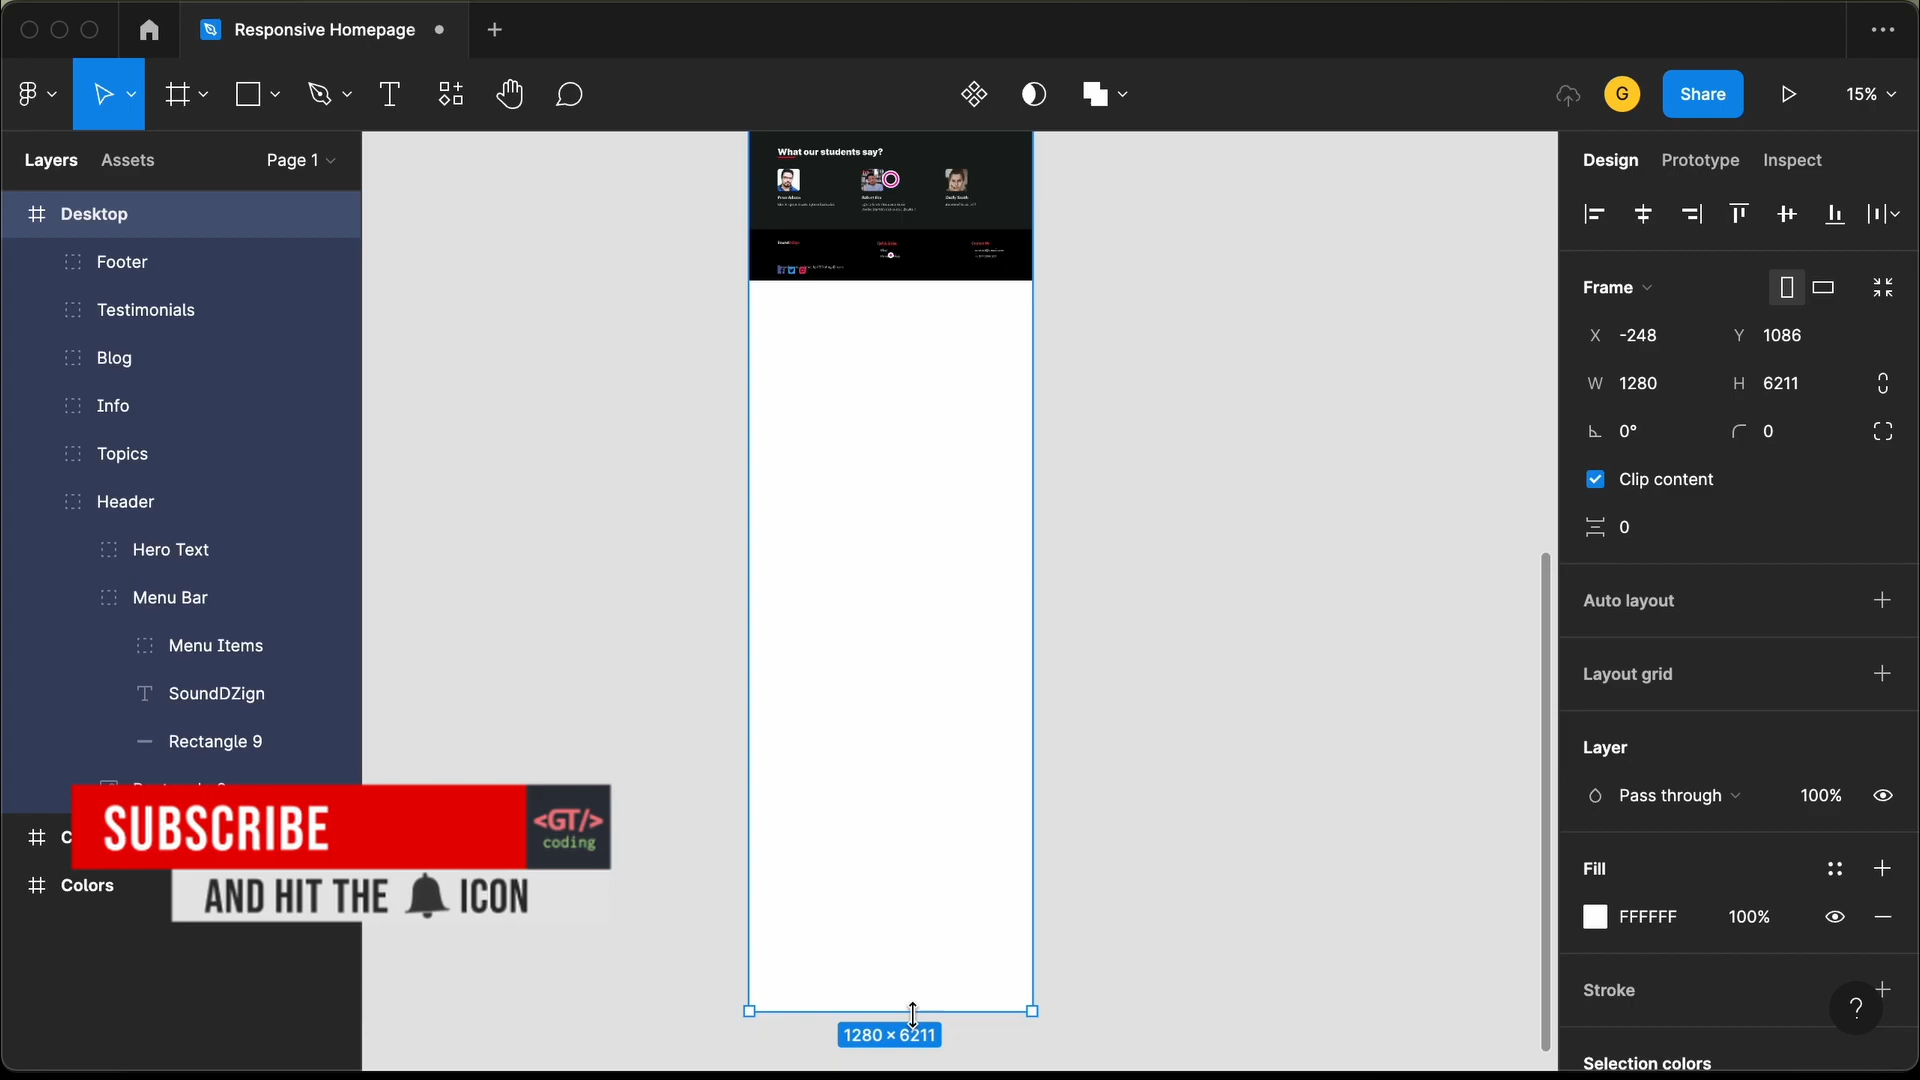 Responsive Homepage
G
Share
15%
Layers
Assets
Page 1
Design
Prototype
Inspect
Desktop
Footer
Testimonials
Blog
Info
Topics
Header
Hero Text
Menu Bar
Menu Items
SoundDZign
Rectangle 9
Colors
SUBSCRIBE
<GT/>
coding
AND HIT THE ICON
What our students say?
1280 × 6211
Frame
X -248
Y 1086
W 1280
H 6211
0°
0
Clip content
0
Auto layout
Layout grid
Layer
Pass through
100%
Fill
FFFFFF
100%
Stroke
?
Selection colors